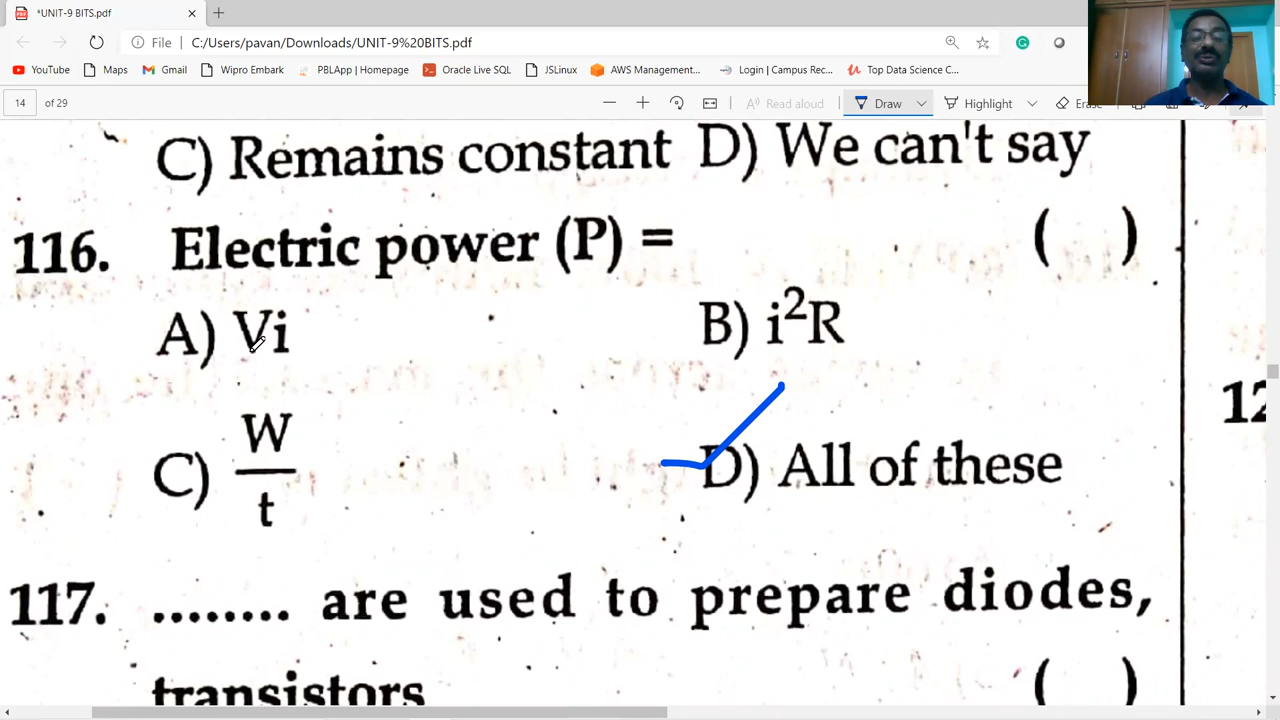 *UNIT-9 BITS.pdf
File C:/Users/pavan/Downloads/UNIT-9%20BITS.pdf
YouTube Maps Gmail Wipro Embark PBLApp | Homepage Oracle Live SQL JSLinux AWS Management... Login | Campus Rec... Top Data Science C...
14 of 29 Read aloud Draw Highlight Erase
C) Remains constant D) We can't say
116. Electric power (P) = ( )
A) Vi B) i²R
C) W/t D) All of these
12
117. ........ are used to prepare diodes,
transistors ( )